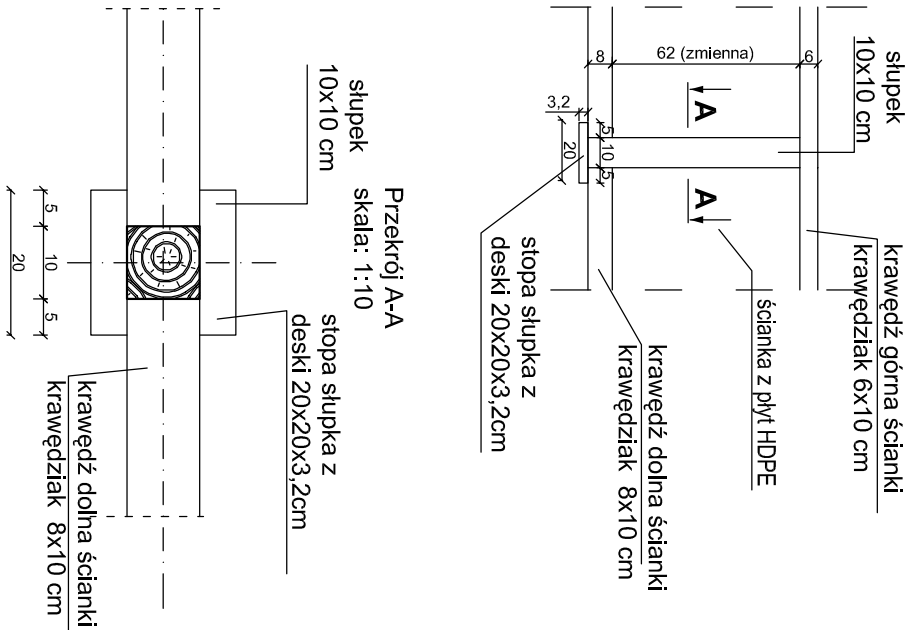 słupek
10x10 cm
krawędź górna ścianki
krawędziak 6x10 cm
ścianka z płyt HDPE
krawędź dolna ścianki
krawędziak 8x10 cm
stopa słupka z
deski 20x20x3,2cm
8
62 (zmienna)
6
3,2
5
10
5
20
A
A
Przekrój A-A
skala: 1:10
słupek
10x10 cm
stopa słupka z
deski 20x20x3,2cm
krawędź dolna ścianki
krawędziak 8x10 cm
5
10
5
20